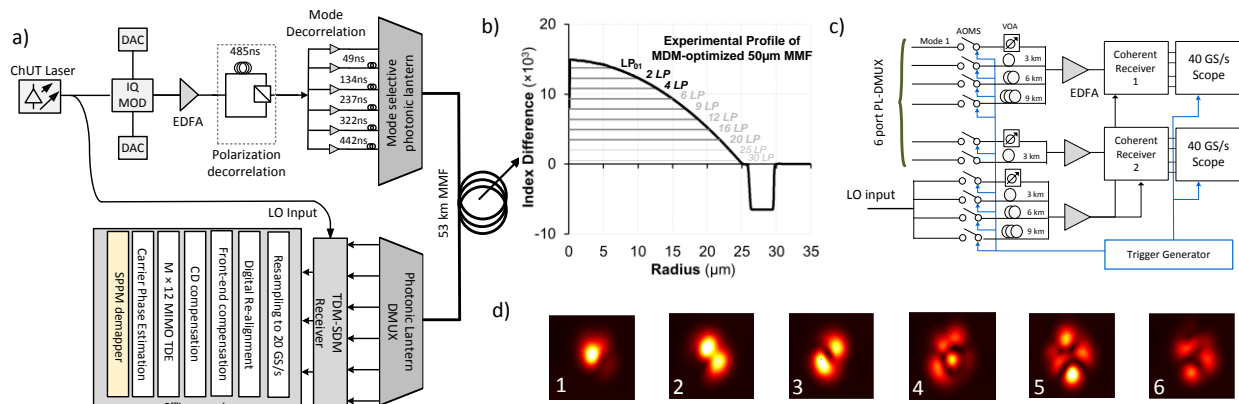 a)
DAC
ChUT Laser
IQ
MOD
DAC
EDFA
485ns
Polarization
decorrelation
Mode
Decorrelation
49ns
134ns
237ns
322ns
442ns
Mode selective
photonic lantern
53 km MMF
LO Input
Photonic Lantern
DMUX
TDM-SDM
Receiver
Resampling to 20 GS/s
Digital Re-alignment
Front-end compensation
CD compensation
M × 12 MIMO TDE
Carrier Phase Estimation
SPPM demapper
b)
Experimental Profile of
MDM-optimized 50µm MMF
LP01
2 LP
4 LP
6 LP
9 LP
12 LP
16 LP
20 LP
25 LP
30 LP
Index Difference (×10³)
20
10
0
-10
0 5 10 15 20 25 30 35
Radius (µm)
c)
AOMS
VOA
Mode 1
3 km
6 km
9 km
EDFA
Coherent
Receiver
1
40 GS/s
Scope
6 port PL-DMUX
3 km
Coherent
Receiver
2
40 GS/s
Scope
LO input
3 km
6 km
9 km
Trigger Generator
d)
1
2
3
4
5
6